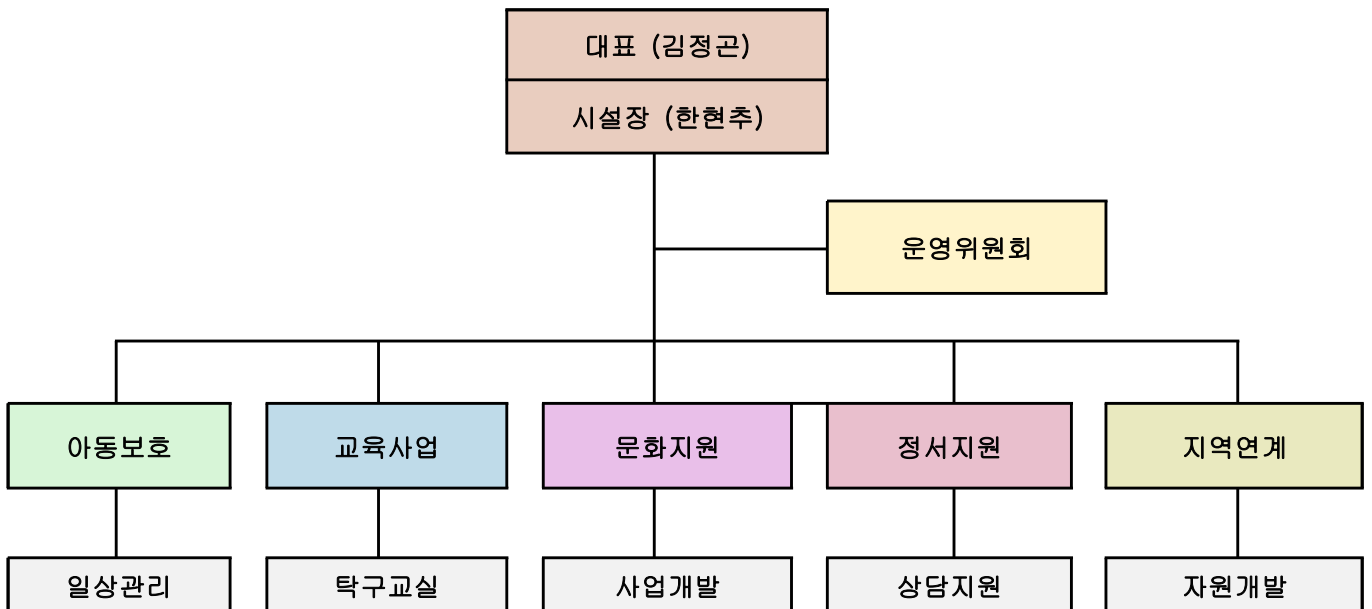 대표 (김정곤)
시설장 (한현추)
운영위원회
아동보호
교육사업
문화지원
정서지원
지역연계
일상관리
탁구교실
사업개발
상담지원
자원개발